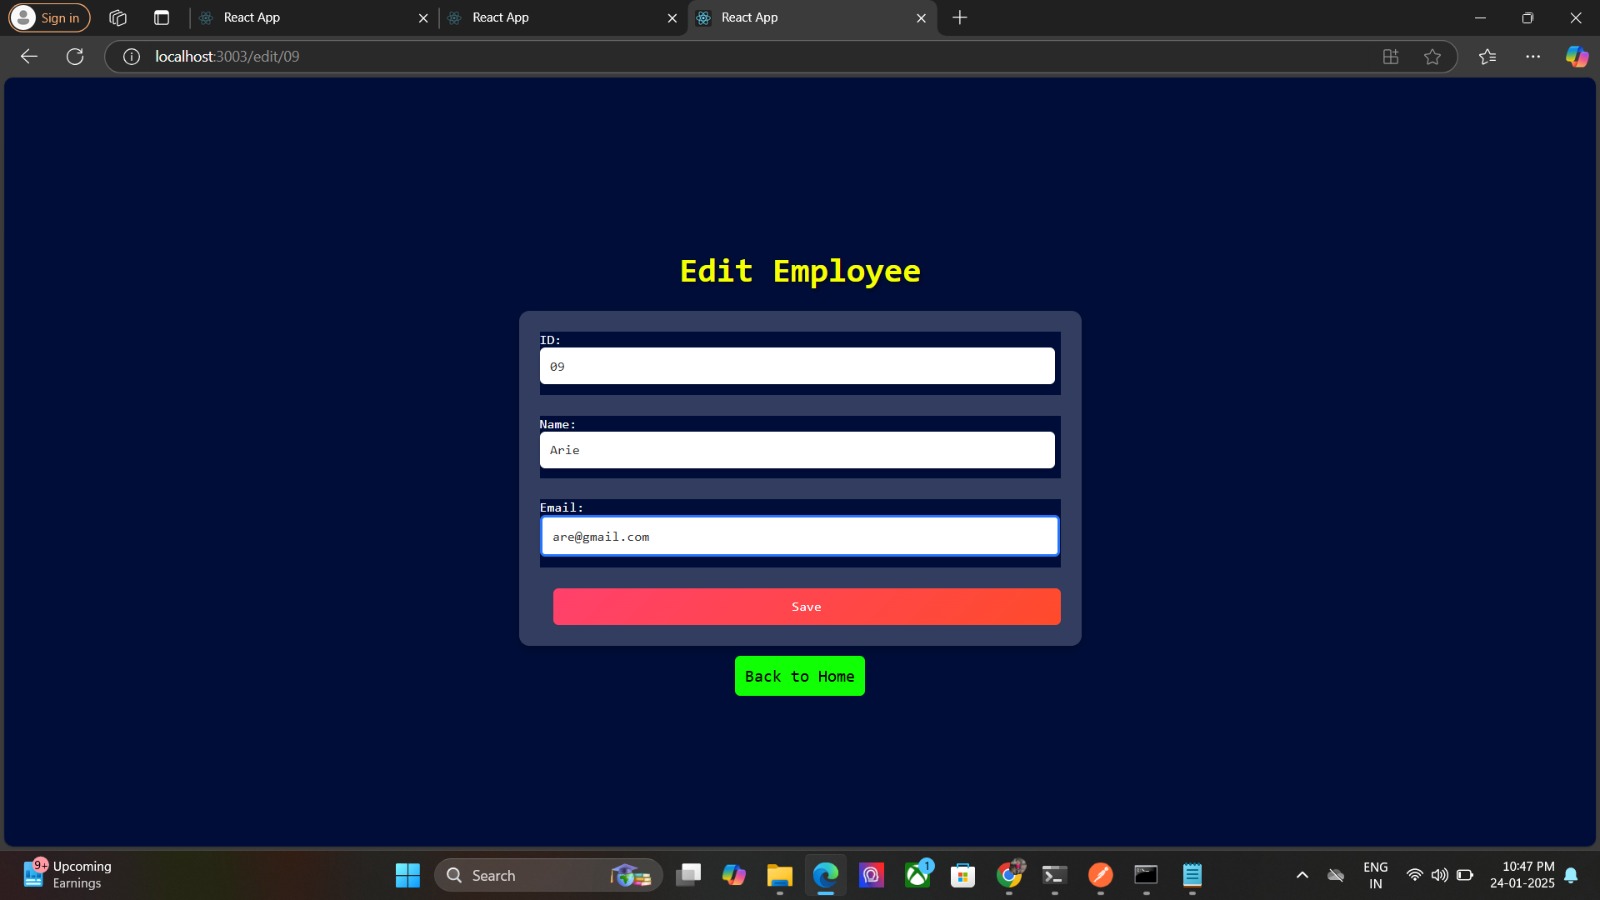 Sign in
React App
React App
React App
localhost:3003/edit/09
Edit Employee
ID:
09
Name:
Arie
Email:
are@gmail.com
Save
Back to Home
9+
Upcoming
Earnings
Search
1
ENG
IN
10:47 PM
24-01-2025